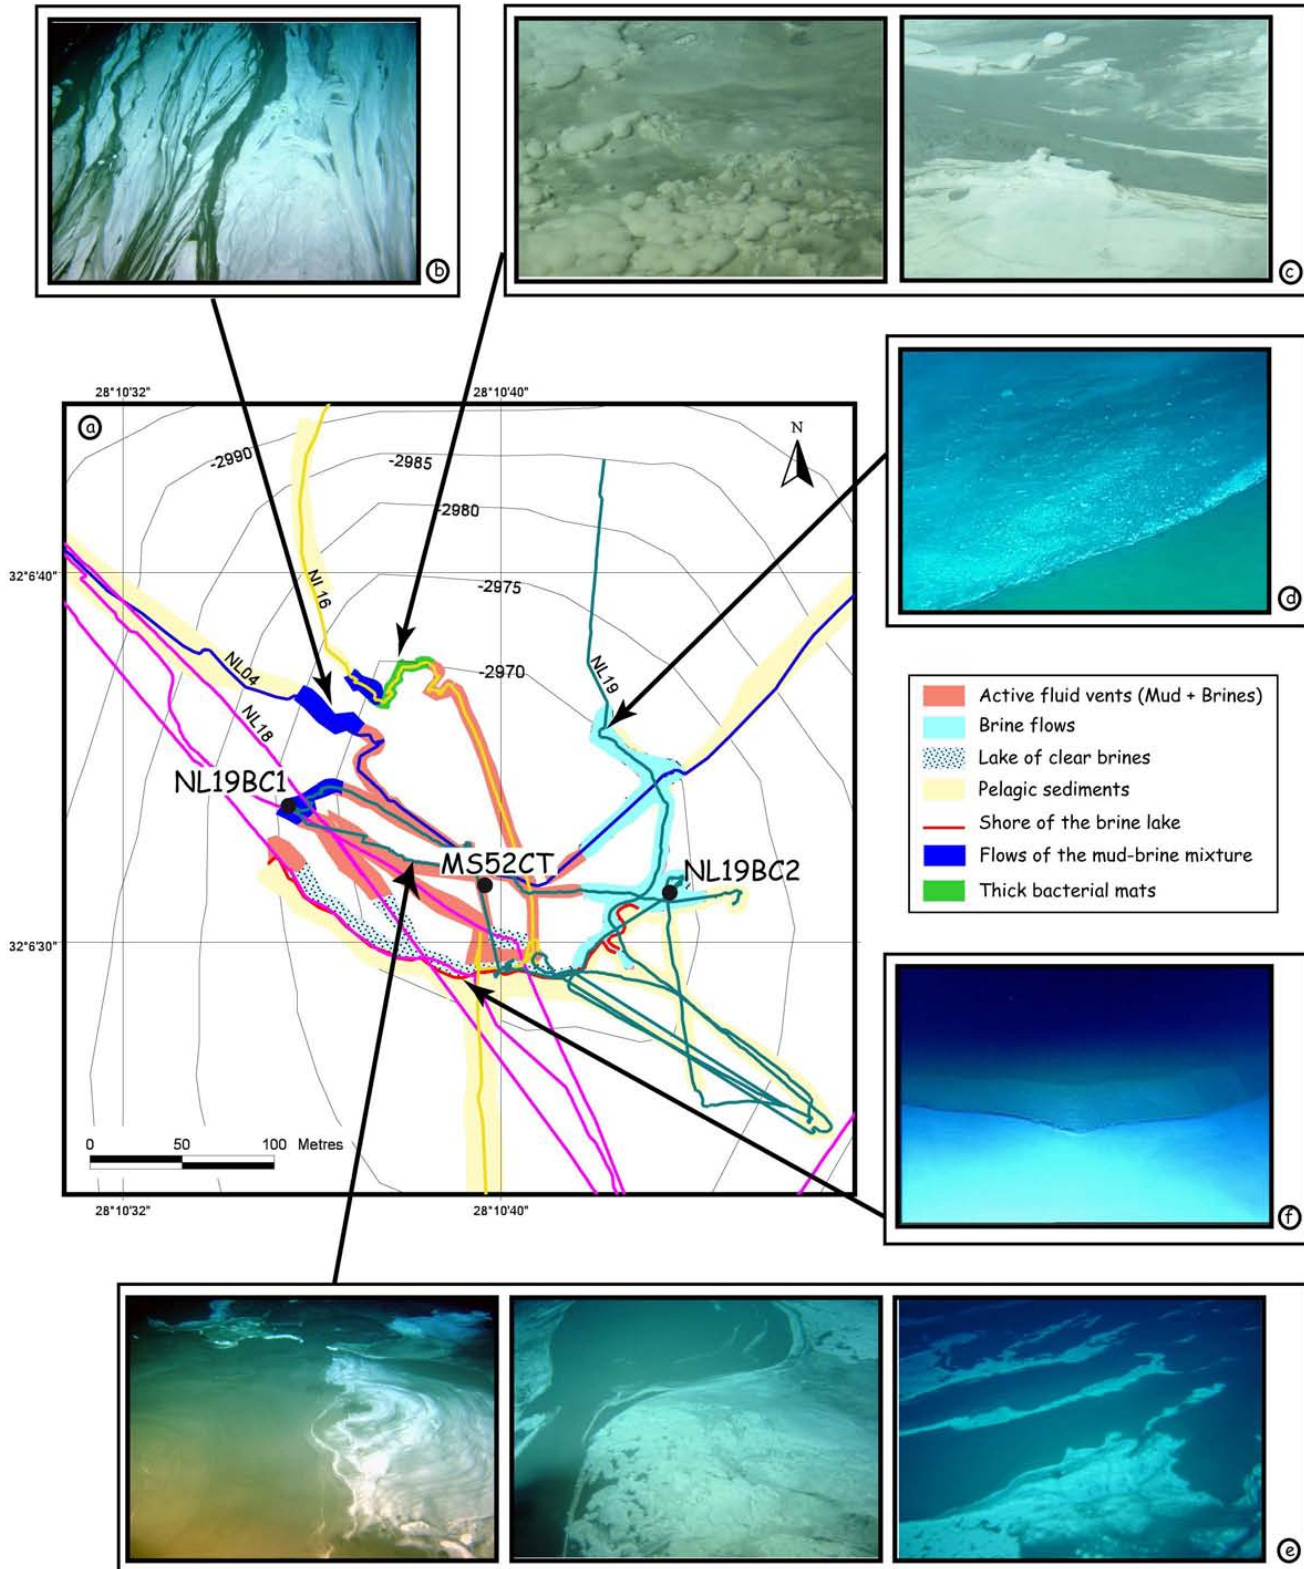 b
c
28°10'32"
28°10'40"
a
-2990
-2985
N
-2980
d
32°6'40"
NL16
-2975
NL04
NL19
-2970
NL18
Active fluid vents (Mud + Brines)
Brine flows
Lake of clear brines
Pelagic sediments
Shore of the brine lake
Flows of the mud-brine mixture
Thick bacterial mats
NL19BC1
MS52CT
NL19BC2
32°6'30"
0 50 100 Metres
28°10'32"
28°10'40"
f
e